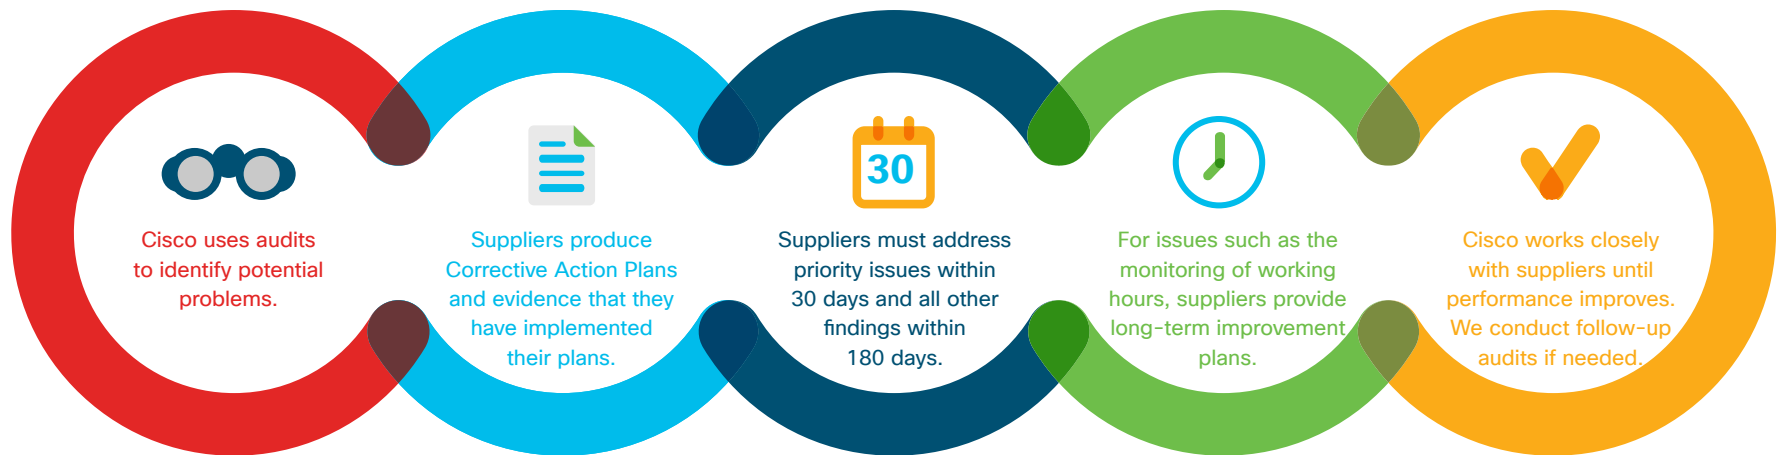 Cisco uses audits
to identify potential
problems.
Suppliers produce
Corrective Action Plans
and evidence that they
have implemented
their plans.
30
Suppliers must address
priority issues within
30 days and all other
findings within
180 days.
For issues such as the
monitoring of working
hours, suppliers provide
long-term improvement
plans.
Cisco works closely
with suppliers until
performance improves.
We conduct follow-up
audits if needed.